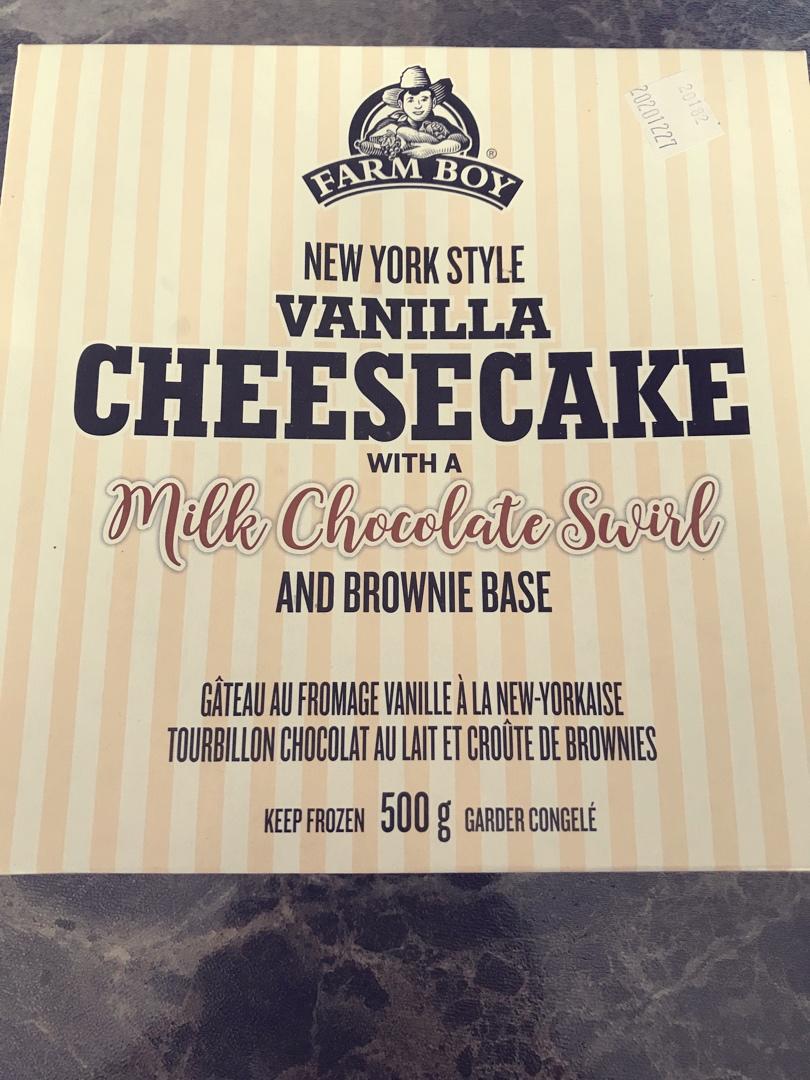 FARM BOY ®
20182
20201227
NEW YORK STYLE
VANILLA
CHEESECAKE
WITH A
Milk Chocolate Swirl
AND BROWNIE BASE
GÂTEAU AU FROMAGE VANILLE À LA NEW-YORKAISE
TOURBILLON CHOCOLAT AU LAIT ET CROÛTE DE BROWNIES
KEEP FROZEN 500 g GARDER CONGELÉ